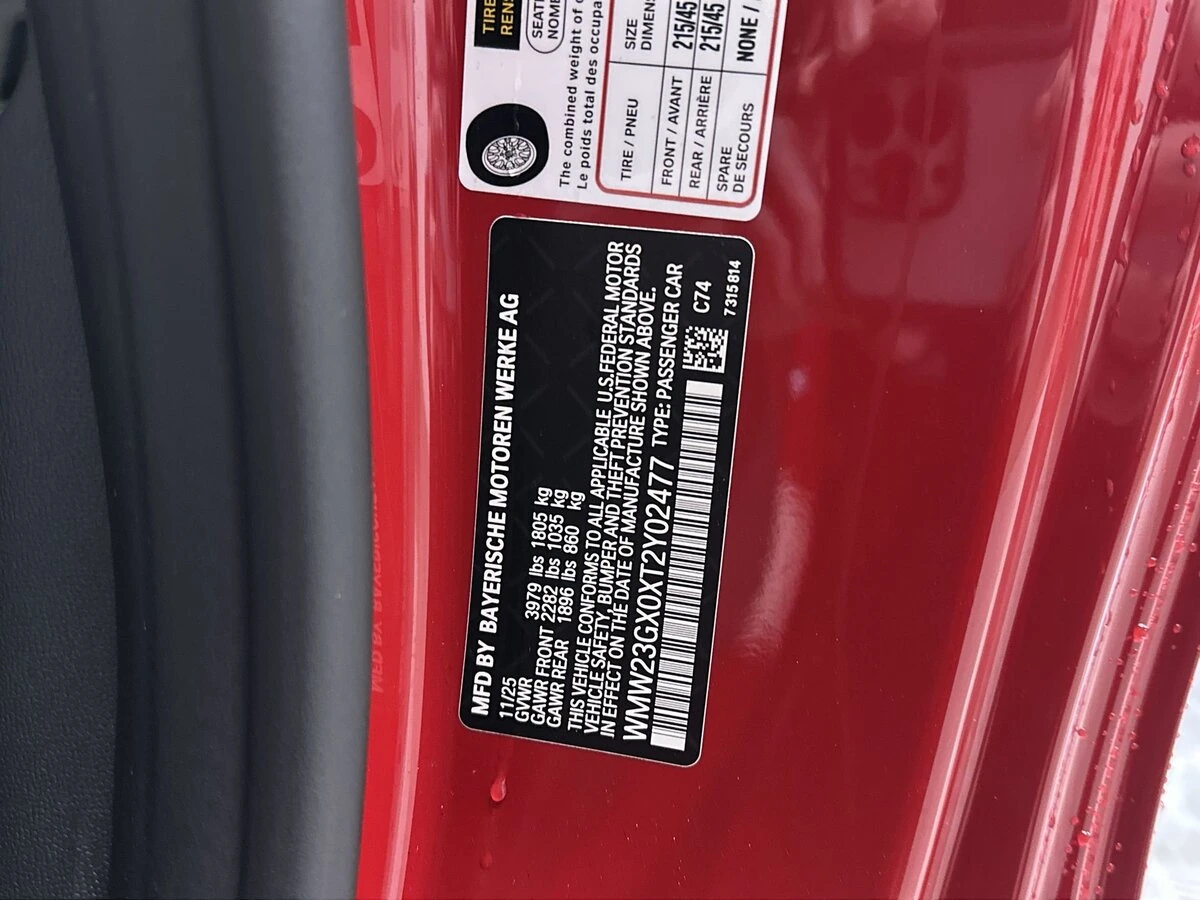 TIRE
RENS
SEATI
NOMB
The combined weight of
Le poids total des occupa
TIRE / PNEU
SIZE
DIMENS
FRONT / AVANT
215/45
REAR / ARRIÈRE
215/45
SPARE
DE SECOURS
NONE /
MFD BY BAYERISCHE MOTOREN WERKE AG
11/25
GVWR 3979 lbs 1805 kg
GAWR FRONT 2282 lbs 1035 kg
GAWR REAR 1896 lbs 860 kg
THIS VEHICLE CONFORMS TO ALL APPLICABLE U.S.FEDERAL MOTOR
VEHICLE SAFETY, BUMPER AND THEFT PREVENTION STANDARDS
IN EFFECT ON THE DATE OF MANUFACTURE SHOWN ABOVE.
WMW23GX0XT2Y02477 TYPE: PASSENGER CAR
C74
7315814